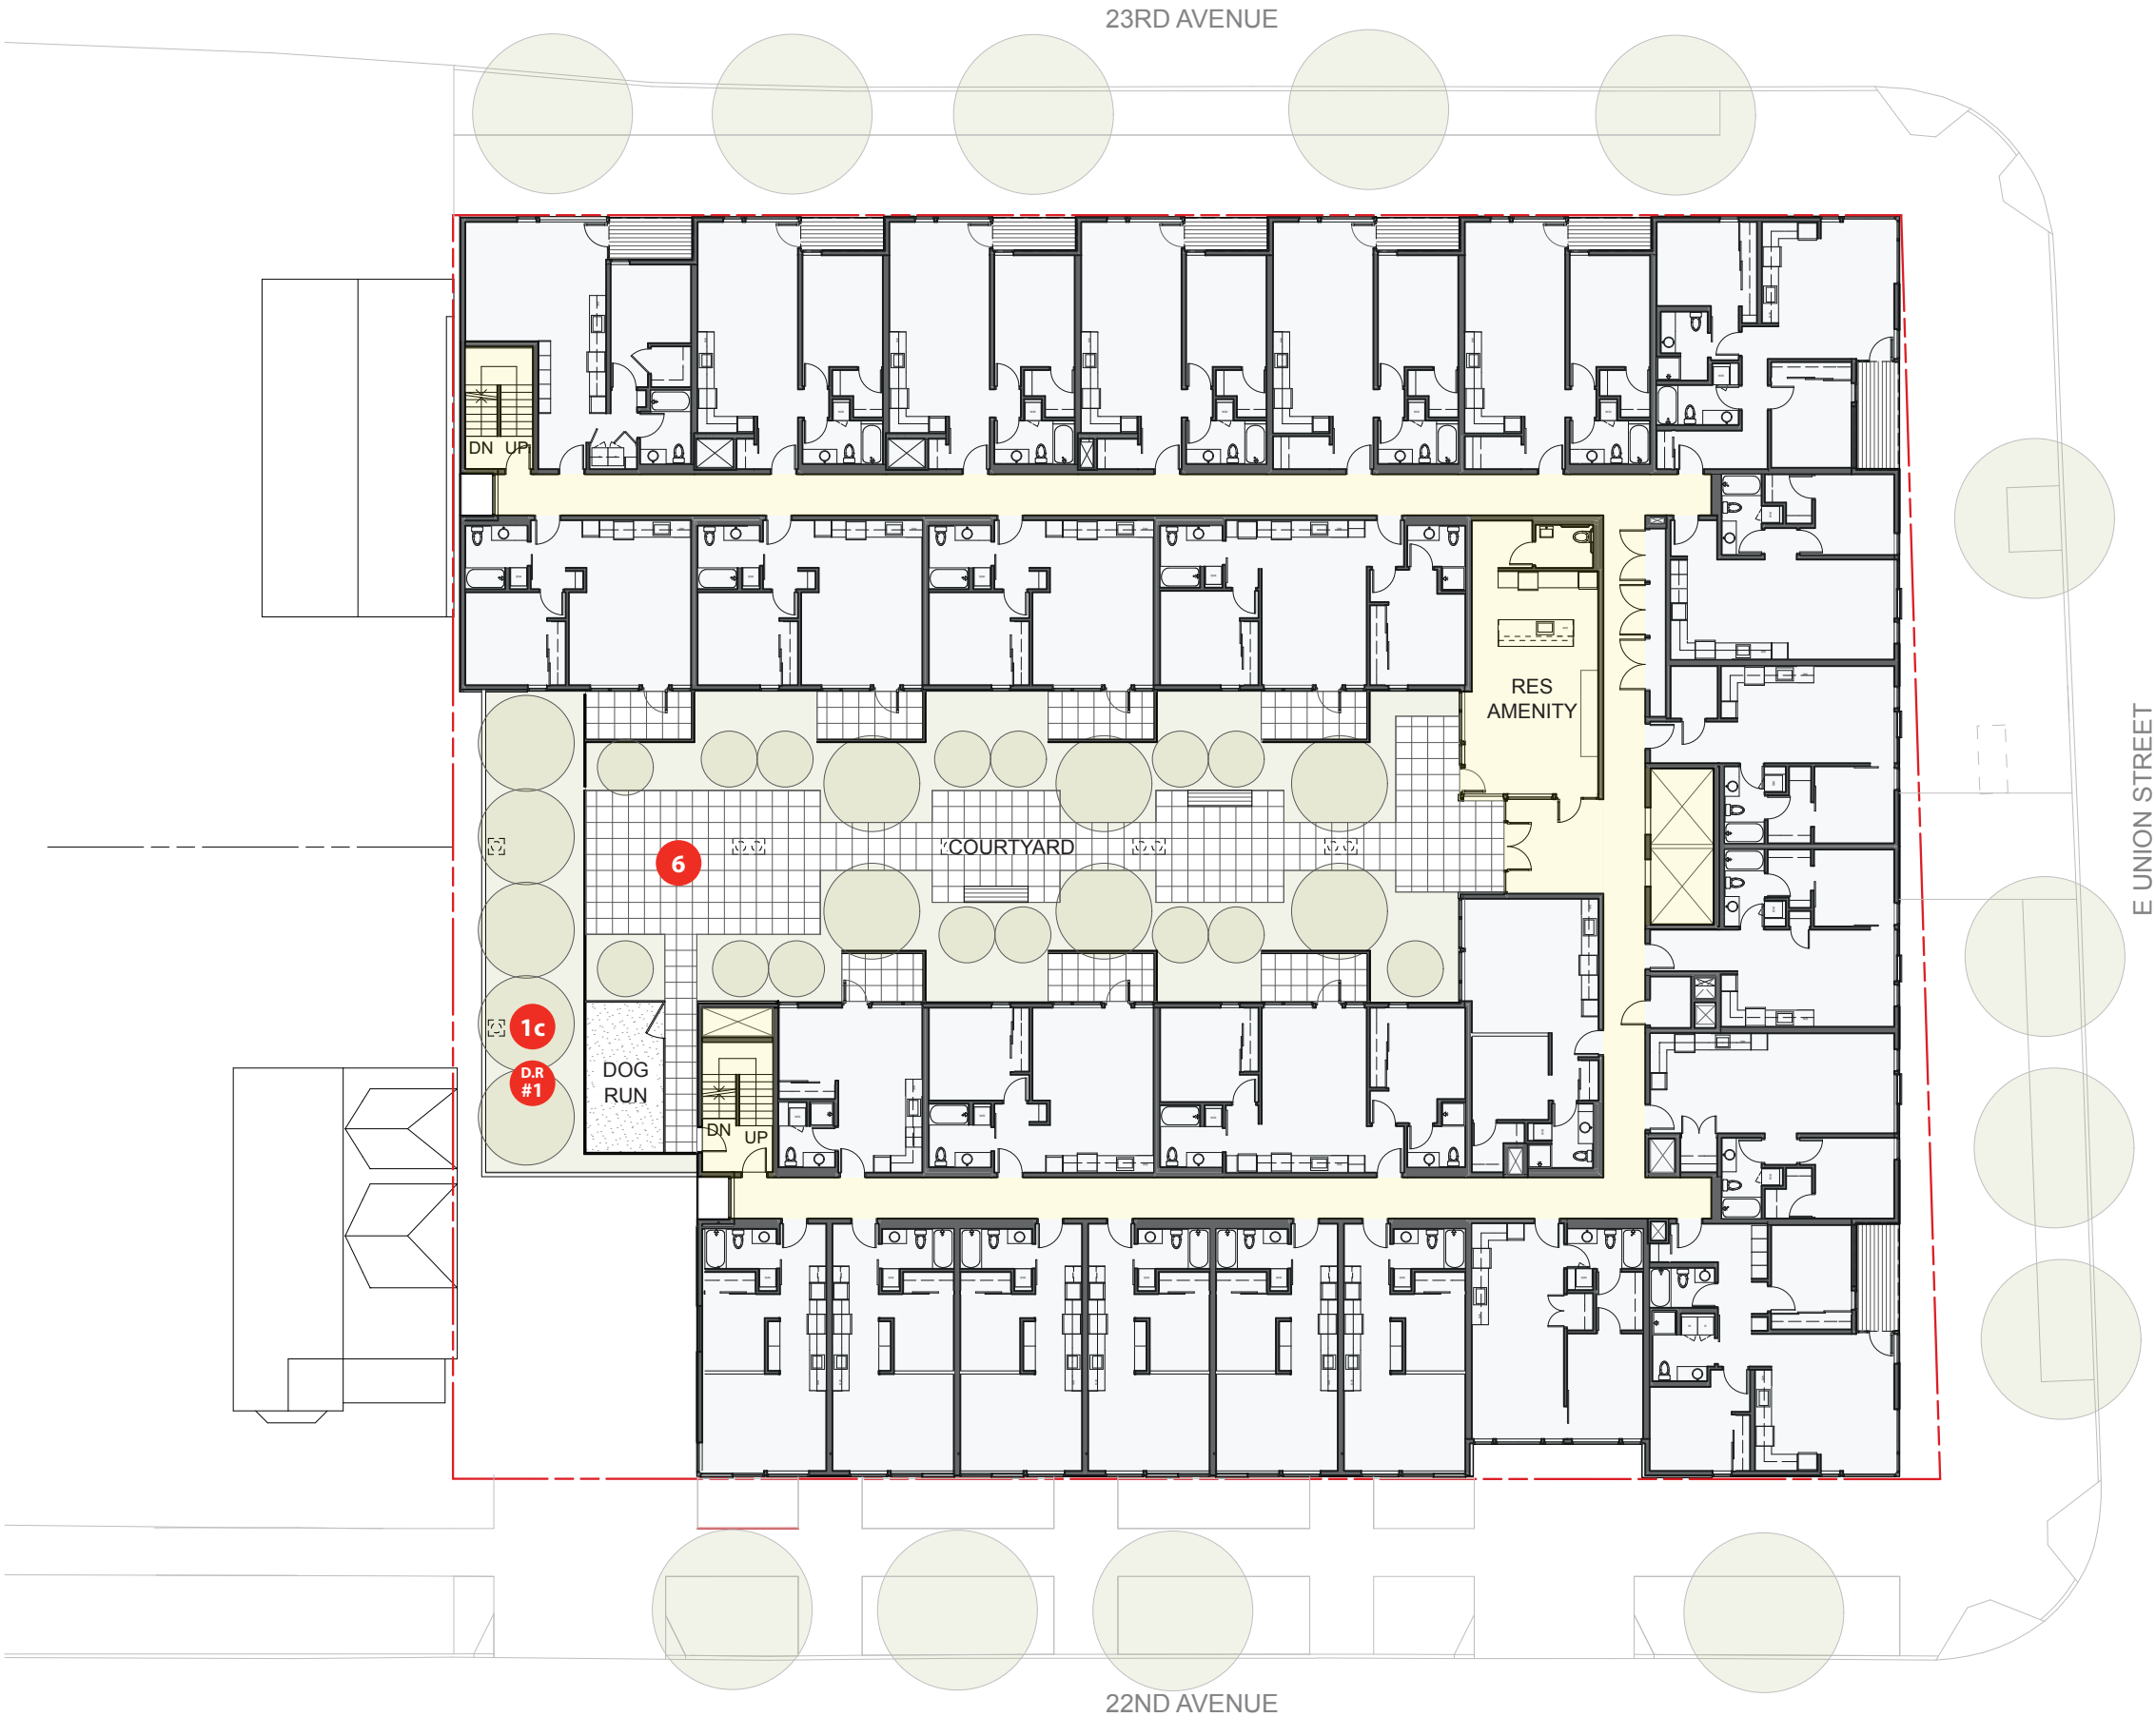 23RD AVENUE
DN UP
RES
AMENITY
E UNION STREET
COURTYARD
6
1c
D.R
#1
DOG
RUN
DN
UP
22ND AVENUE